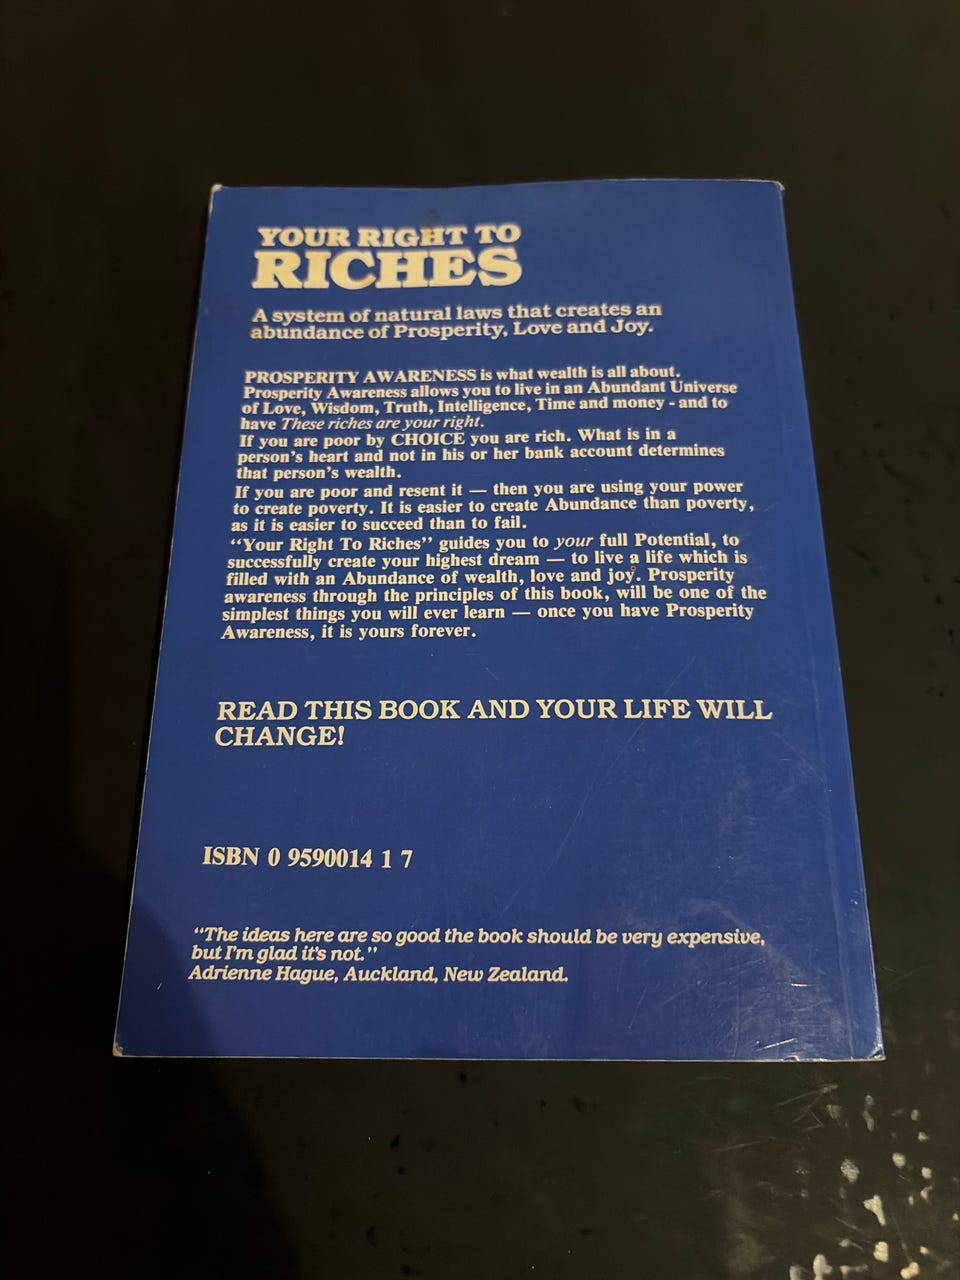 YOUR RIGHT TO
RICHES
A system of natural laws that creates an
abundance of Prosperity, Love and Joy.
PROSPERITY AWARENESS is what wealth is all about.
Prosperity Awareness allows you to live in an Abundant Universe
of Love, Wisdom, Truth, Intelligence, Time and money - and to
have These riches are your right.
If you are poor by CHOICE you are rich. What is in a
person's heart and not in his or her bank account determines
that person's wealth.
If you are poor and resent it — then you are using your power
to create poverty. It is easier to create Abundance than poverty,
as it is easier to succeed than to fail.
"Your Right To Riches" guides you to your full Potential, to
successfully create your highest dream — to live a life which is
filled with an Abundance of wealth, love and joy. Prosperity
awareness through the principles of this book, will be one of the
simplest things you will ever learn — once you have Prosperity
Awareness, it is yours forever.
READ THIS BOOK AND YOUR LIFE WILL
CHANGE!
ISBN 0 9590014 1 7
"The ideas here are so good the book should be very expensive,
but I'm glad it's not."
Adrienne Hague, Auckland, New Zealand.